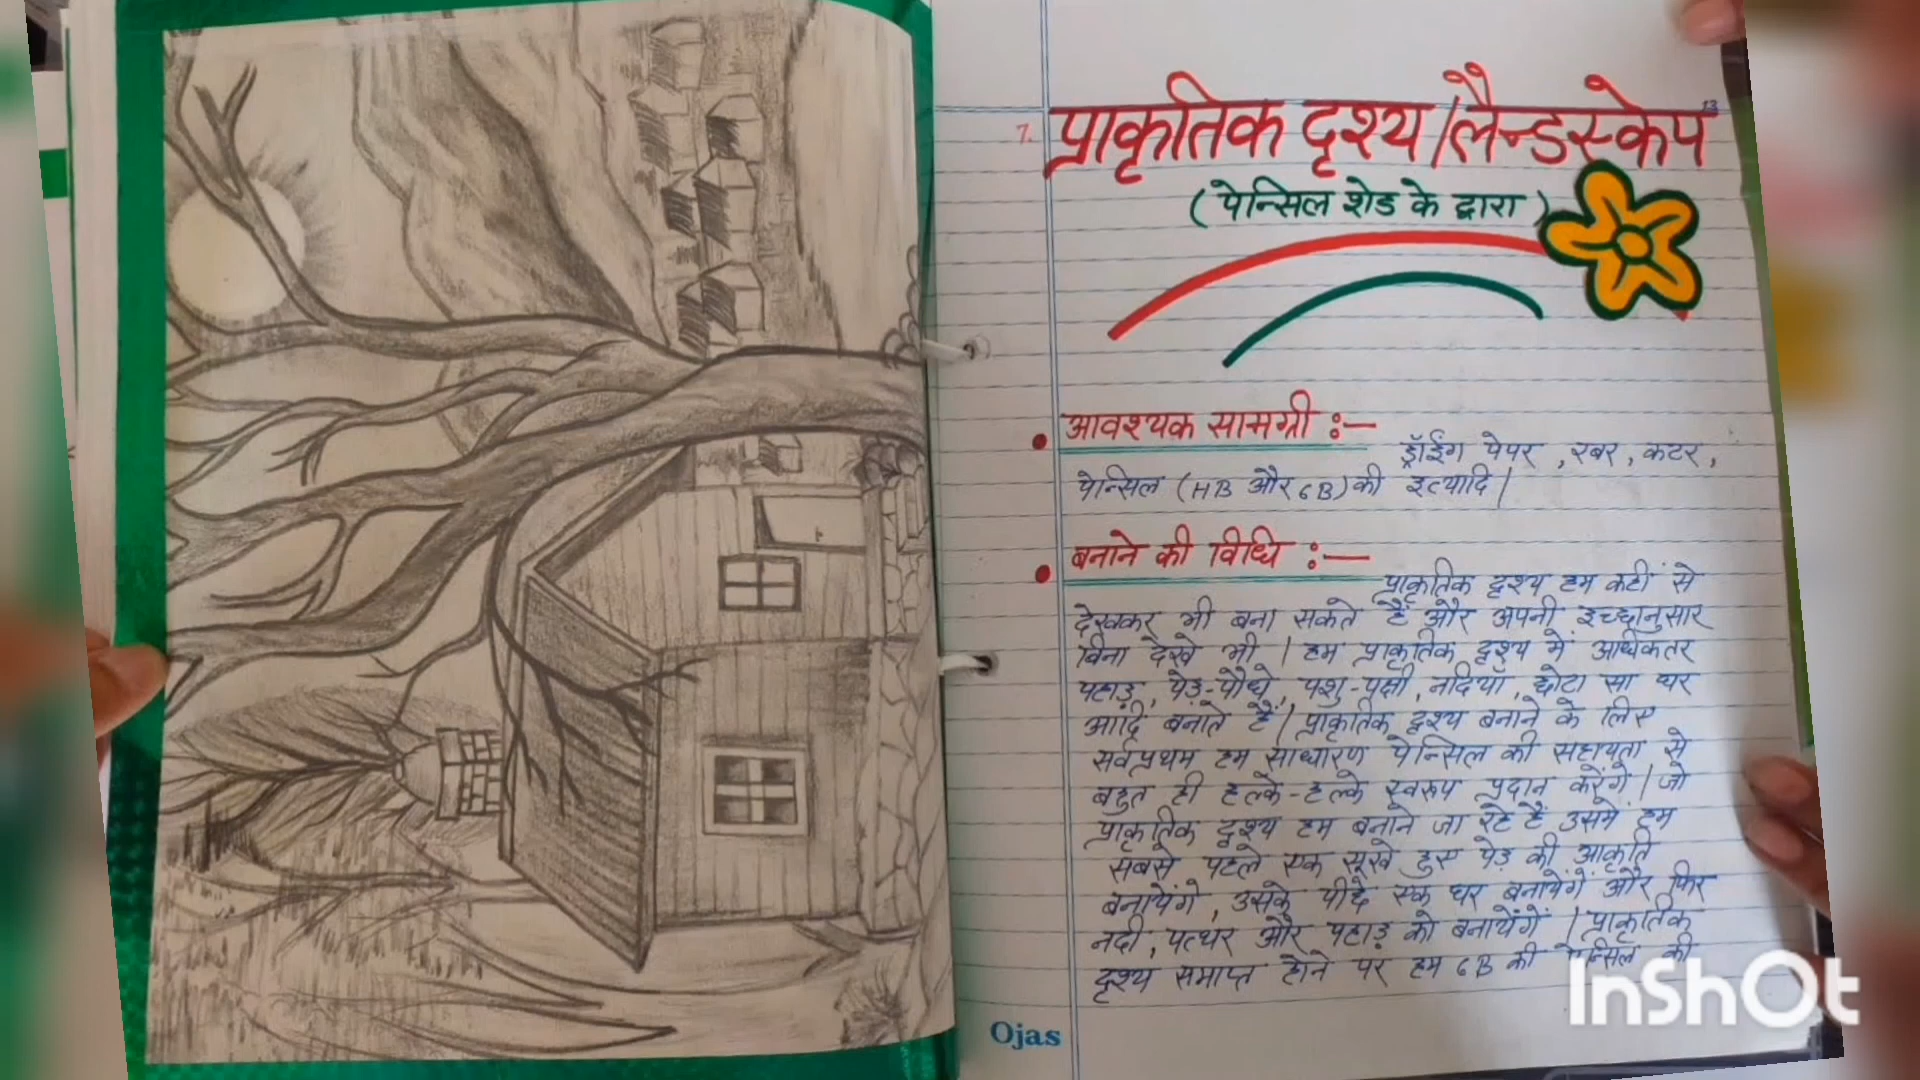 13
7. प्राकृतिक दृश्य/लैन्डस्केप
(पेन्सिल शेड के द्वारा)
आवश्यक सामग्री :—
ड्रॉईंग पेपर, रबर, कटर,
पेन्सिल (HB और 6B) की इत्यादि।
बनाने की विधि :—
प्राकृतिक दृश्य हम कहीं से
देखकर भी बना सकते हैं और अपनी इच्छानुसार
बिना देखे भी। हम प्राकृतिक दृश्य में अधिकतर
पहाड़, पेड़-पौधे, पशु-पक्षी, नदियाँ, छोटा सा घर
आदि बनाते हैं। प्राकृतिक दृश्य बनाने के लिए
सर्वप्रथम हम साधारण पेन्सिल की सहायता से
बहुत ही हल्के-हल्के स्वरूप प्रदान करेंगे। जो
प्राकृतिक दृश्य हम बनाने जा रहे हैं उसमें हम
सबसे पहले एक सूखे हुए पेड़ की आकृति
बनायेंगे, उसके पीछे एक घर बनायेंगें और फिर
नदी, पत्थर और पहाड़ को बनायेंगें। प्राकृतिक
दृश्य समाप्त होने पर हम 6B की पेन्सिल की
Ojas
InShOt